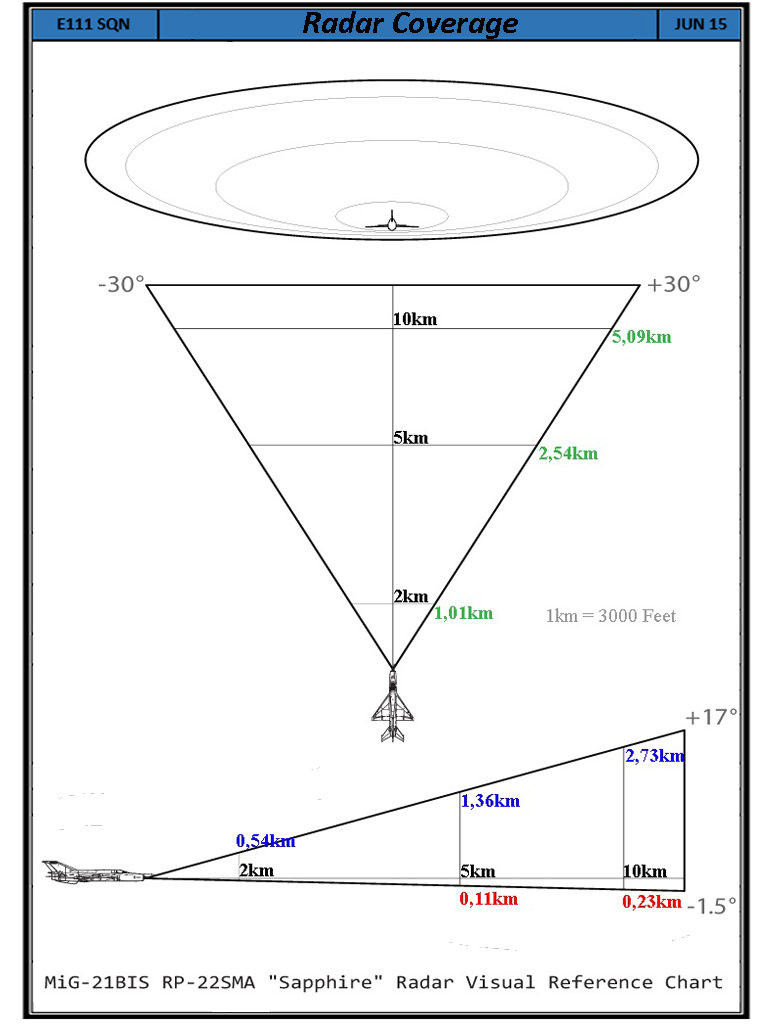 E111 SQN
Radar Coverage
JUN 15
-30°
+30°
10km
5,09km
5km
2,54km
2km
1,01km
1km = 3000 Feet
+17°
2,73km
1,36km
0,54km
2km
5km
10km
0,11km
0,23km
-1.5°
MiG-21BIS RP-22SMA "Sapphire" Radar Visual Reference Chart